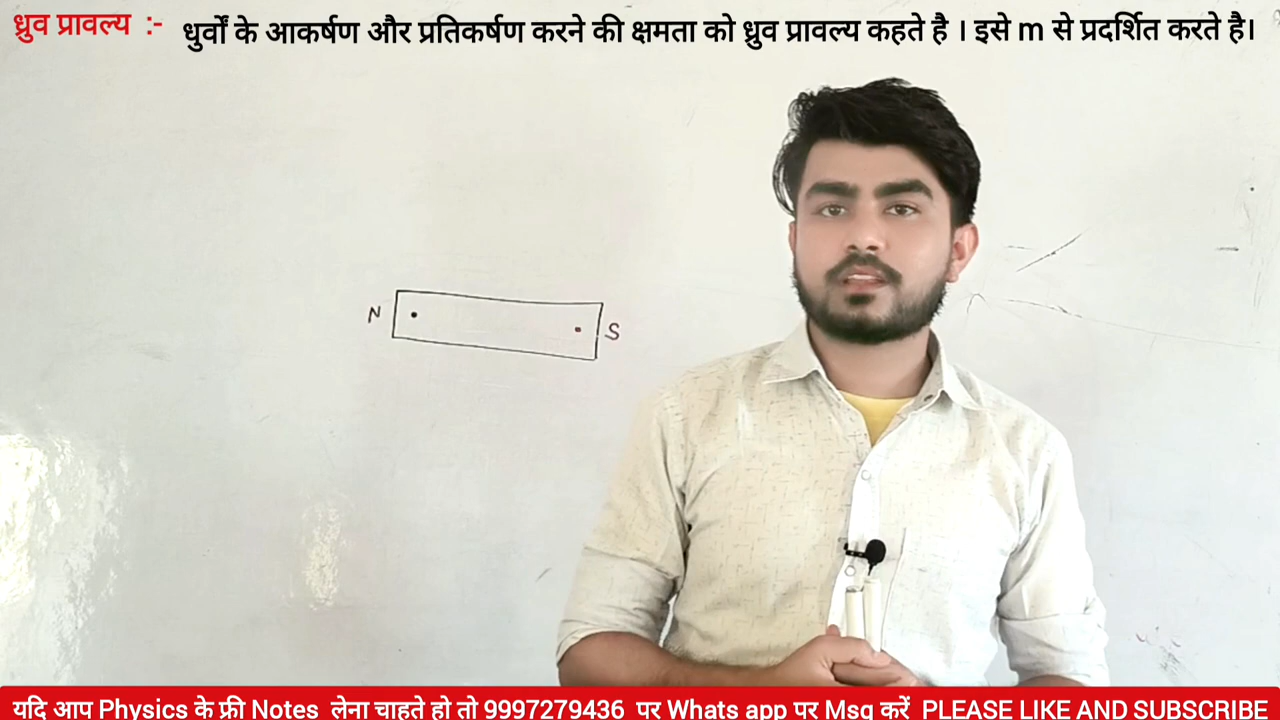 ध्रुव प्रावल्य :- धुर्वों के आकर्षण और प्रतिकर्षण करने की क्षमता को ध्रुव प्रावल्य कहते है । इसे m से प्रदर्शित करते है।
N S
यदि आप Physics के फ्री Notes लेना चाहते हो तो 9997279436 पर Whats app पर Msg करें PLEASE LIKE AND SUBSCRIBE